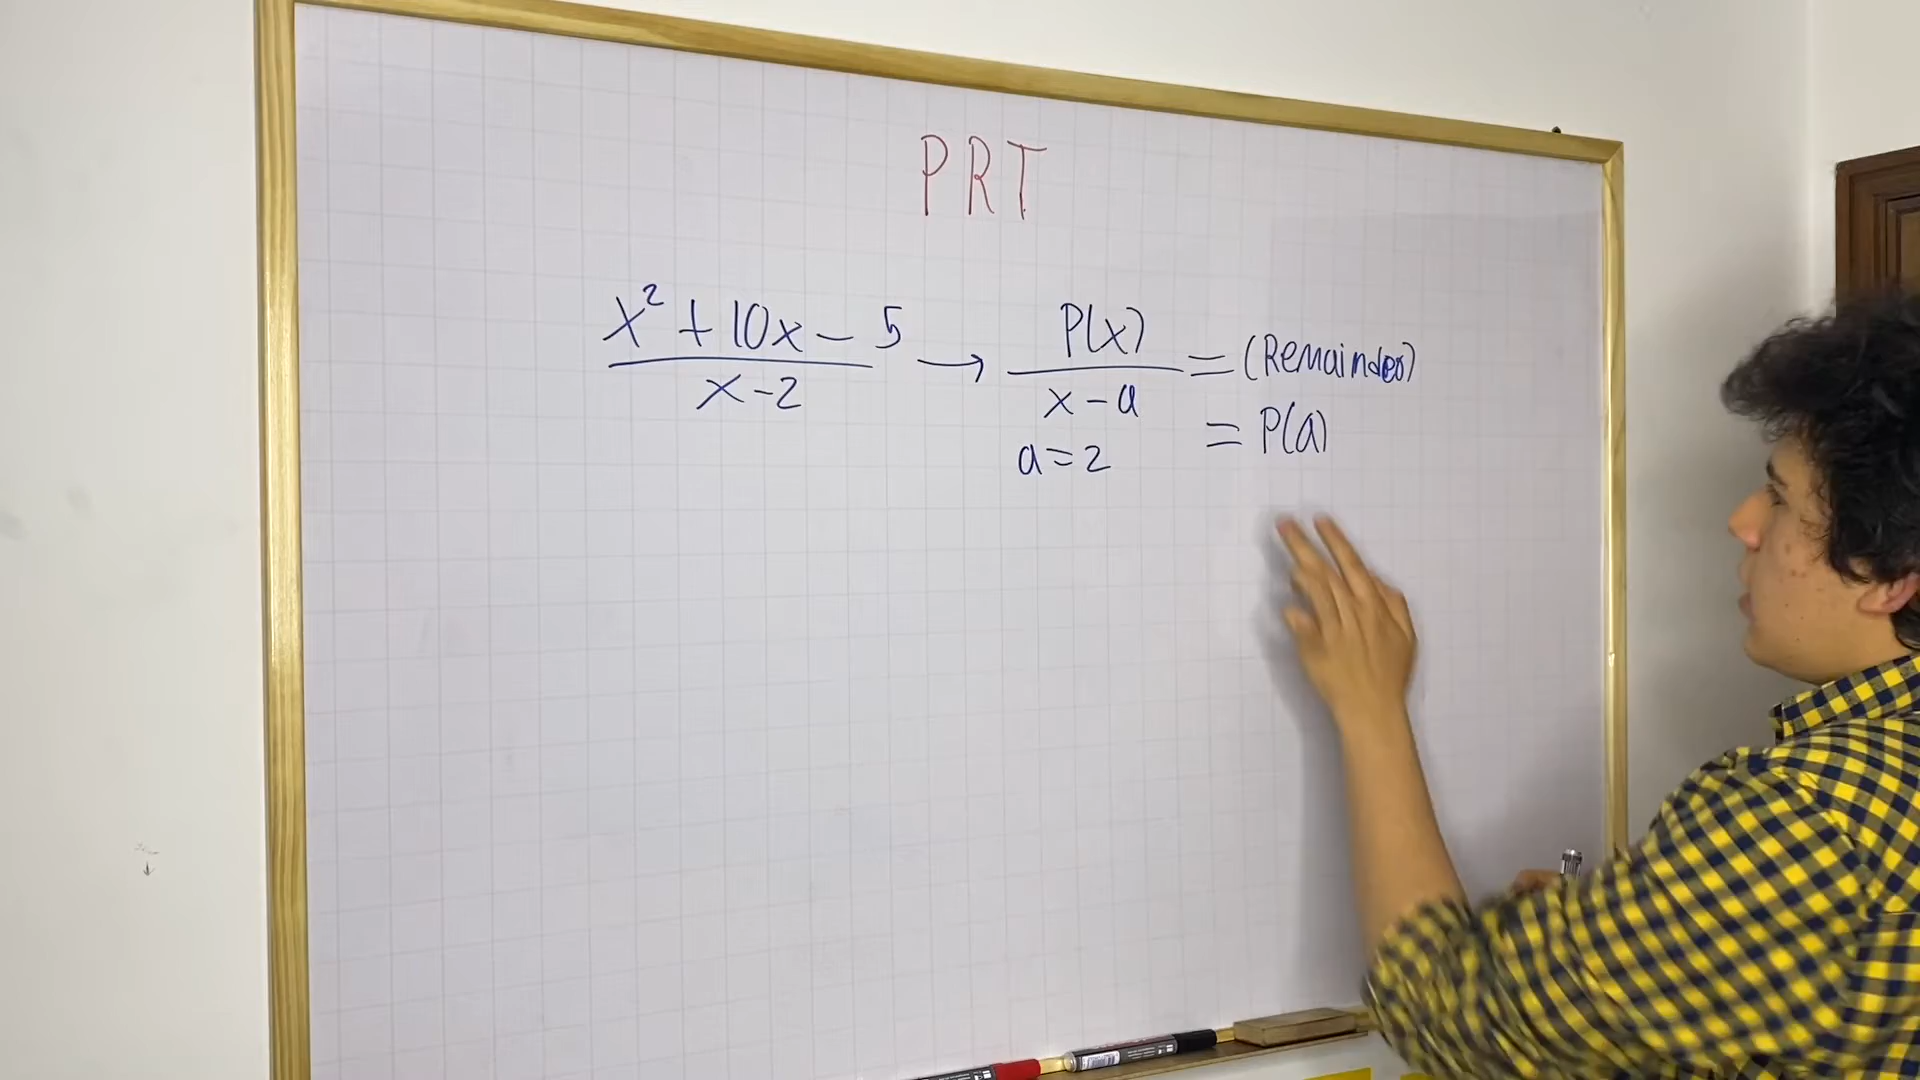 PRT
x² + 10x - 5 / x - 2 → P(x) / x - a = (Remainder)
a = 2
= P(a)